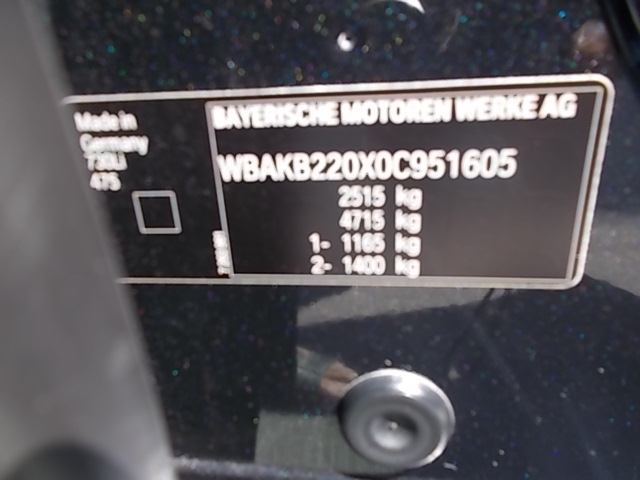 Made in
Germany
730Li
475
BAYERISCHE MOTOREN WERKE AG
WBAKB220X0C951605
2515 kg
4715 kg
1- 1165 kg
2- 1400 kg